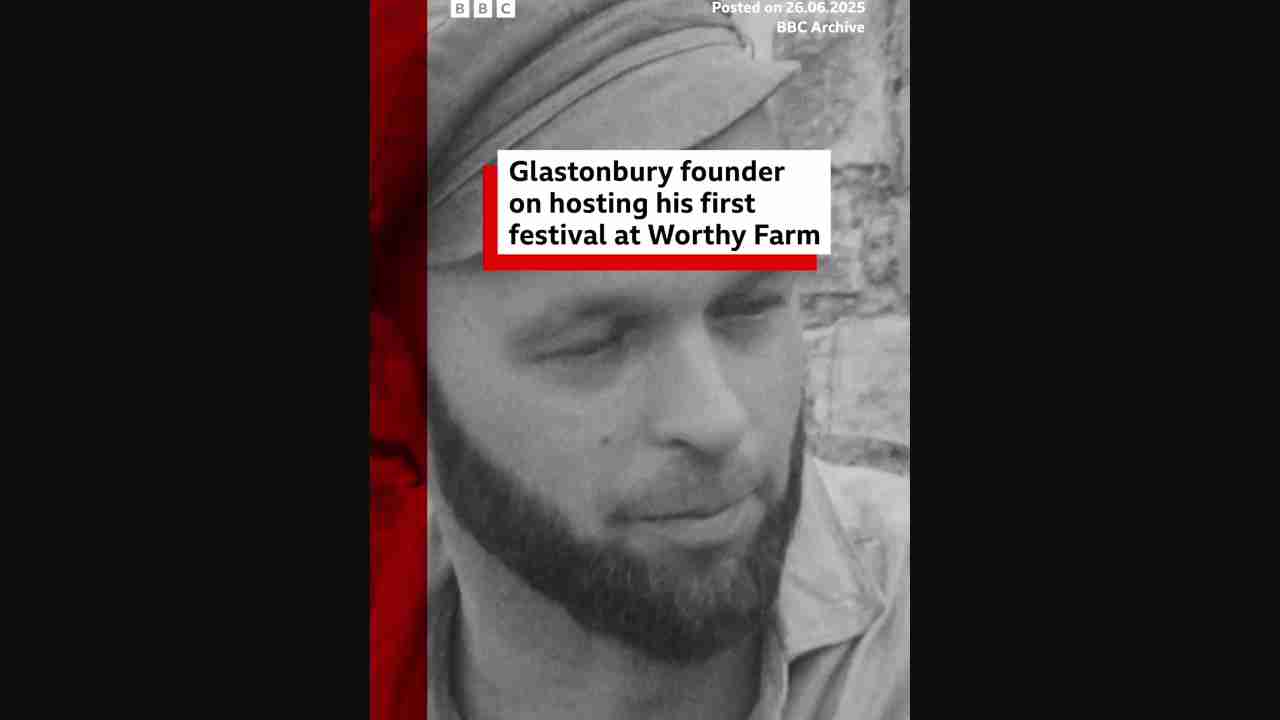 BBC
Posted on 26.06.2025
BBC Archive
Glastonbury founder
on hosting his first
festival at Worthy Farm